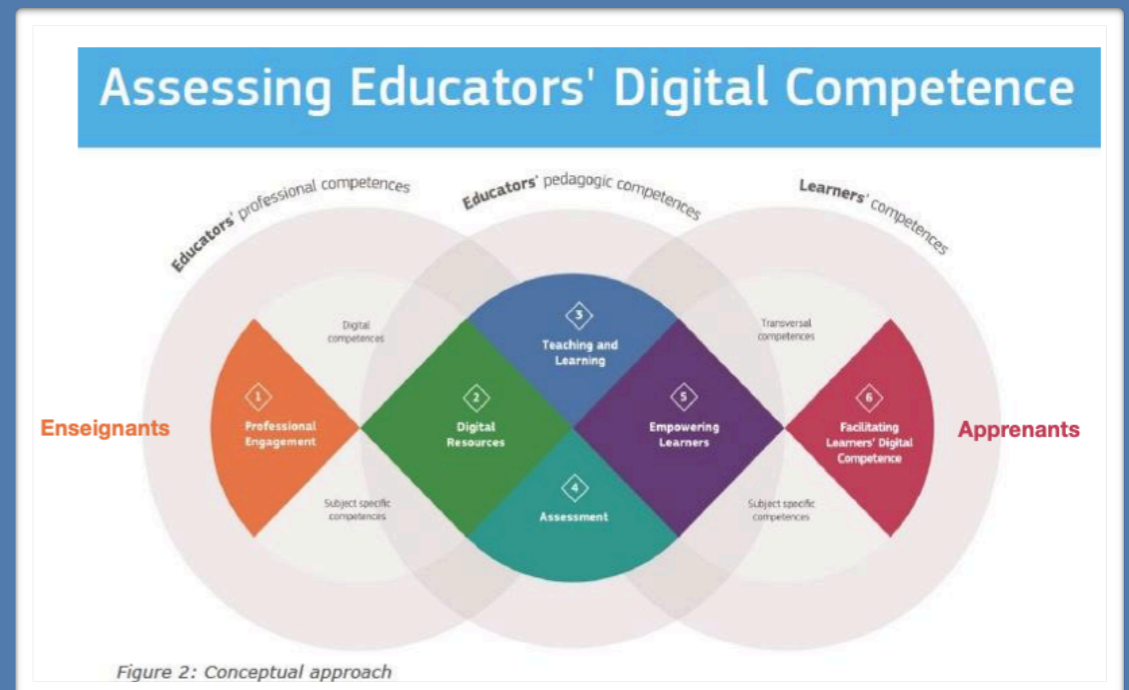 Assessing Educators' Digital Competence
Educators' professional competences
Educators' pedagogic competences
Learners' competences
Digital
competences
3
Teaching and
Learning
Transversal
competences
Enseignants
1
Professional
Engagement
2
Digital
Resources
5
Empowering
Learners
6
Facilitating
Learners' Digital
Competence
Apprenants
Subject specific
competences
4
Assessment
Subject specific
competences
Figure 2: Conceptual approach